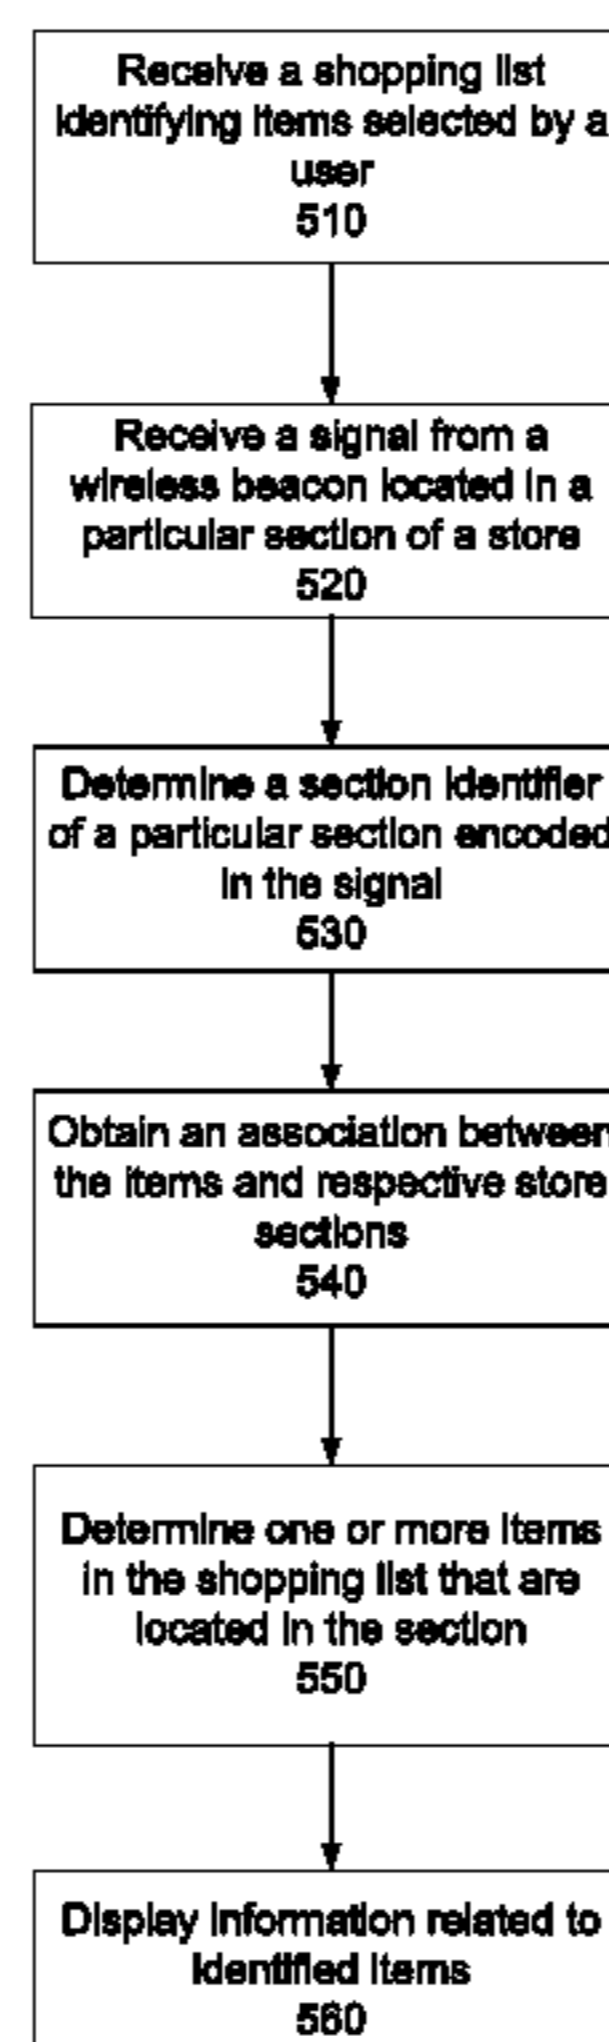 Receive a shopping list
identifying items selected by a
user
510
Receive a signal from a
wireless beacon located in a
particular section of a store
520
Determine a section identifier
of a particular section encoded
in the signal
530
Obtain an association between
the items and respective store
sections
540
Determine one or more items
in the shopping list that are
located in the section
550
Display information related to
identified items
560